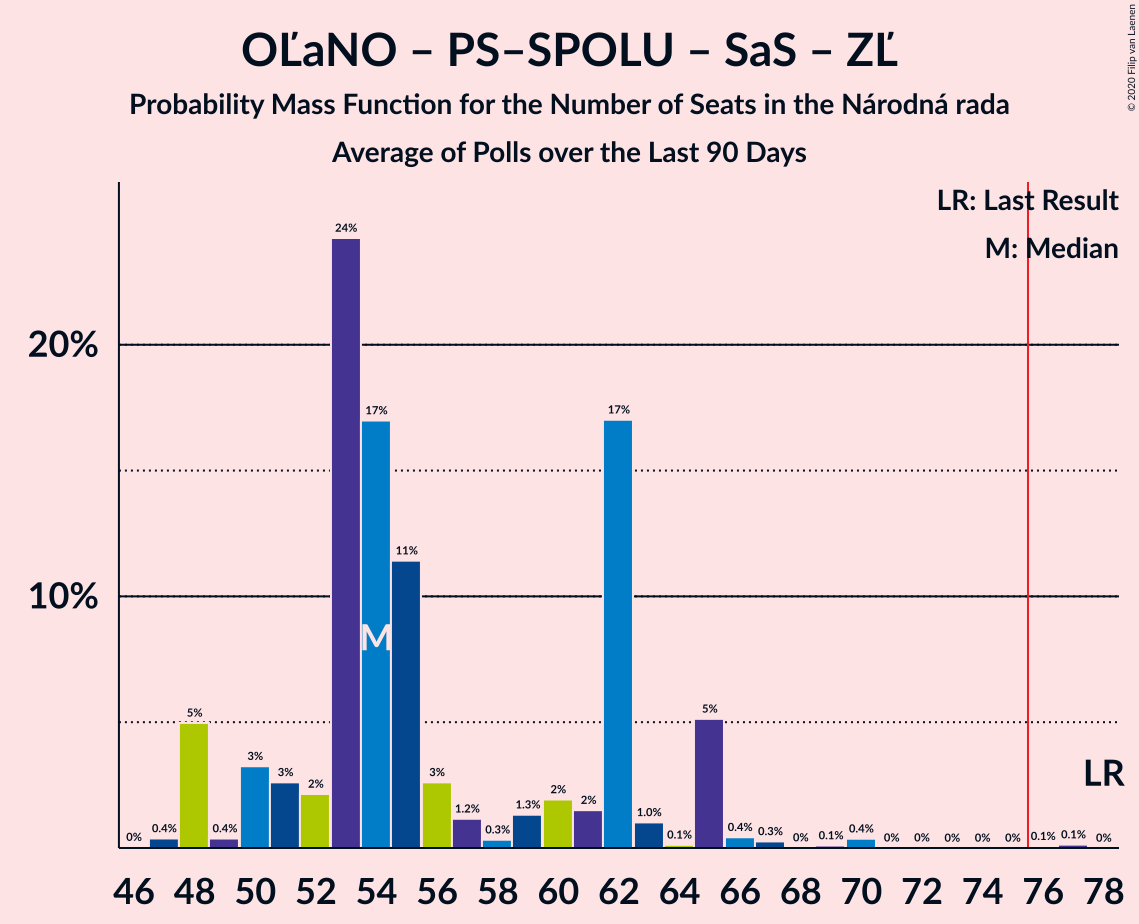 OĽaNO – PS–SPOLU – SaS – ZĽ
Probability Mass Function for the Number of Seats in the Národná rada
Average of Polls over the Last 90 Days
© 2020 Filip van Laenen
LR: Last Result
M: Median
20%
10%
0% 0.4% 5% 0.4% 3% 3% 2% 24% 17% 11% 3% 1.2% 0.3% 1.3% 2% 2% 17% 1.0% 0.1% 5% 0.4% 0.3% 0% 0.1% 0.4% 0% 0% 0% 0% 0% 0.1% 0.1% 0%
M
LR
46 48 50 52 54 56 58 60 62 64 66 68 70 72 74 76 78